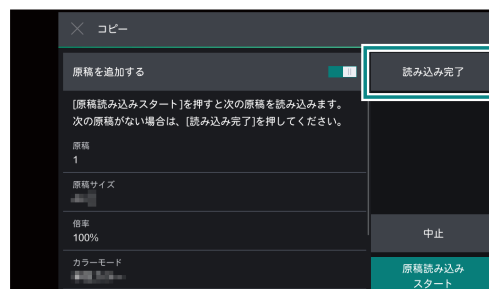 コピー
原稿を追加する
読み込み完了
[原稿読み込みスタート]を押すと次の原稿を読み込みます。
次の原稿がない場合は、[読み込み完了]を押してください。
原稿
1
原稿サイズ
倍率
100%
中止
カラーモード
原稿読み込み
スタート